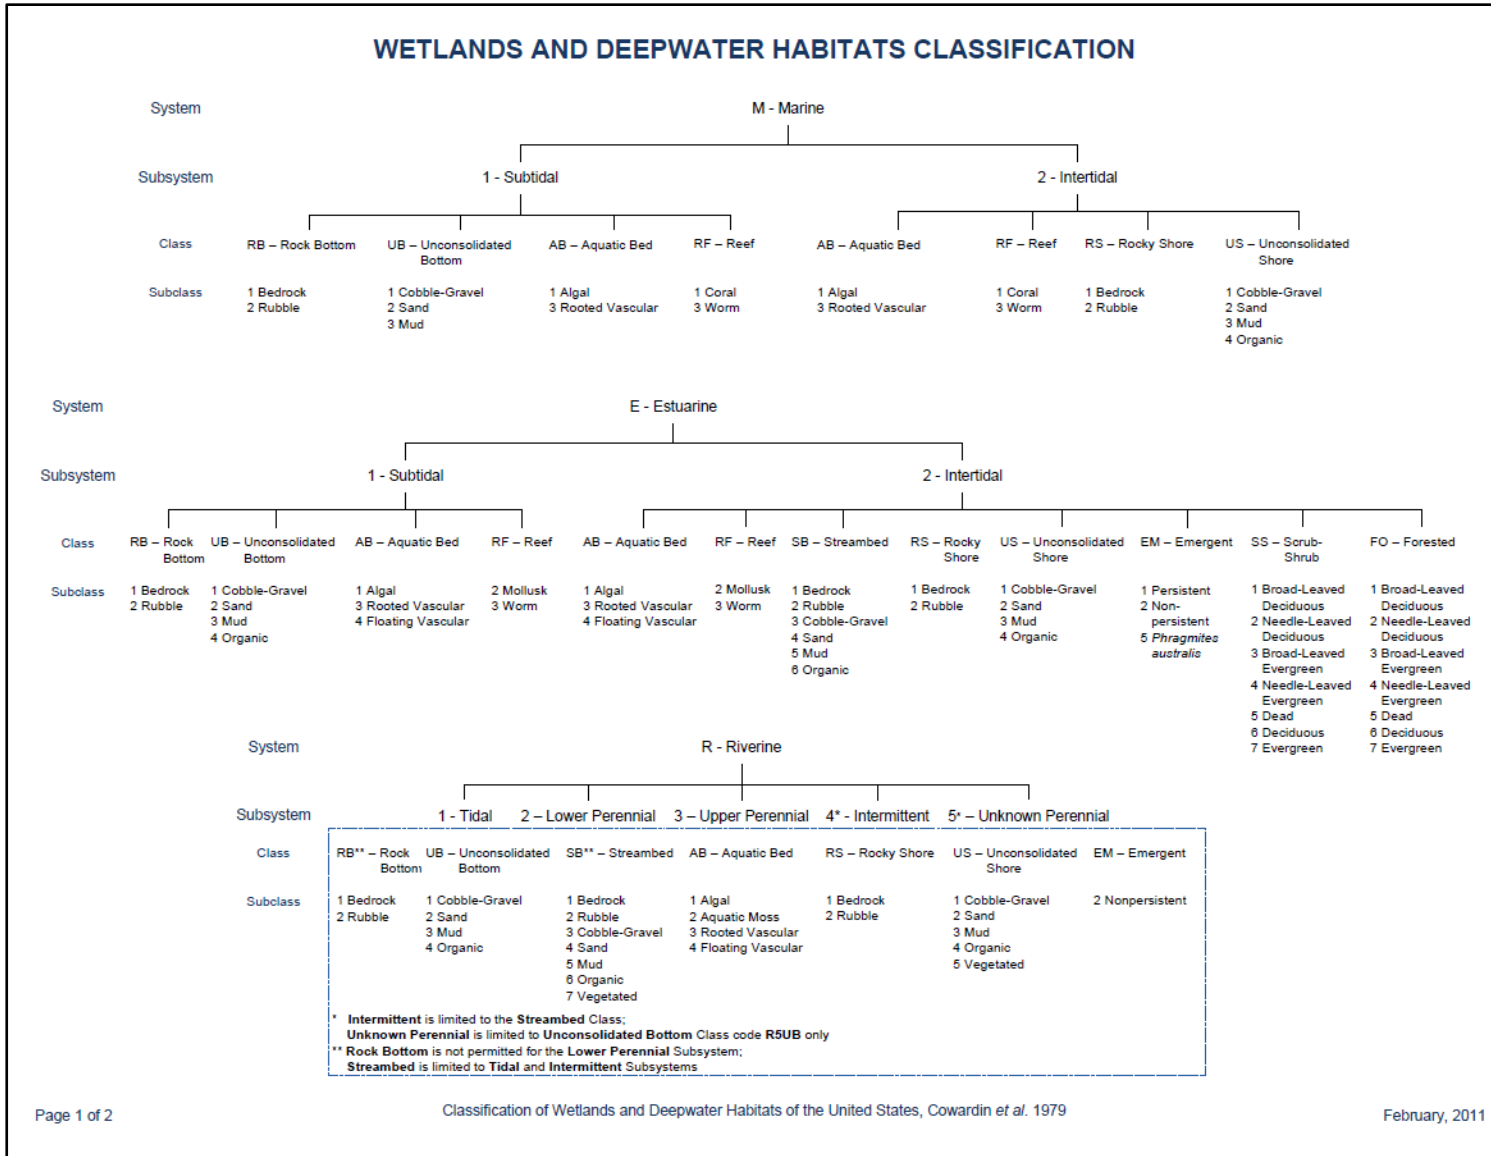 WETLANDS AND DEEPWATER HABITATS CLASSIFICATION
System M - Marine
Subsystem 1 - Subtidal 2 - Intertidal
Class RB – Rock Bottom UB – Unconsolidated AB – Aquatic Bed RF – Reef AB – Aquatic Bed RF – Reef RS – Rocky Shore US – Unconsolidated
Bottom Shore
Subclass 1 Bedrock 1 Cobble-Gravel 1 Algal 1 Coral 1 Algal 1 Coral 1 Bedrock 1 Cobble-Gravel
2 Rubble 2 Sand 3 Rooted Vascular 3 Worm 3 Rooted Vascular 3 Worm 2 Rubble 2 Sand
3 Mud 3 Mud
4 Organic
System E - Estuarine
Subsystem 1 - Subtidal 2 - Intertidal
Class RB – Rock UB – Unconsolidated AB – Aquatic Bed RF – Reef AB – Aquatic Bed RF – Reef SB – Streambed RS – Rocky US – Unconsolidated EM – Emergent SS – Scrub- FO – Forested
Bottom Bottom Shore Shore Shrub
Subclass 1 Bedrock 1 Cobble-Gravel 1 Algal 2 Mollusk 1 Algal 2 Mollusk 1 Bedrock 1 Bedrock 1 Cobble-Gravel 1 Persistent 1 Broad-Leaved 1 Broad-Leaved
2 Rubble 2 Sand 3 Rooted Vascular 3 Worm 3 Rooted Vascular 3 Worm 2 Rubble 2 Rubble 2 Sand 2 Non- Deciduous Deciduous
3 Mud 4 Floating Vascular 4 Floating Vascular 3 Cobble-Gravel 3 Mud persistent 2 Needle-Leaved 2 Needle-Leaved
4 Organic 4 Sand 4 Organic 5 Phragmites Deciduous Deciduous
5 Mud australis 3 Broad-Leaved 3 Broad-Leaved
6 Organic Evergreen Evergreen
4 Needle-Leaved 4 Needle-Leaved
Evergreen Evergreen
5 Dead 5 Dead
6 Deciduous 6 Deciduous
7 Evergreen 7 Evergreen
System R - Riverine
Subsystem 1 - Tidal 2 – Lower Perennial 3 – Upper Perennial 4* - Intermittent 5* – Unknown Perennial
Class RB** – Rock UB – Unconsolidated SB** – Streambed AB – Aquatic Bed RS – Rocky Shore US – Unconsolidated EM – Emergent
Bottom Bottom Shore
Subclass 1 Bedrock 1 Cobble-Gravel 1 Bedrock 1 Algal 1 Bedrock 1 Cobble-Gravel 2 Nonpersistent
2 Rubble 2 Sand 2 Rubble 2 Aquatic Moss 2 Rubble 2 Sand
3 Mud 3 Cobble-Gravel 3 Rooted Vascular 3 Mud
4 Organic 4 Sand 4 Floating Vascular 4 Organic
5 Mud 5 Vegetated
6 Organic
7 Vegetated
* Intermittent is limited to the Streambed Class;
Unknown Perennial is limited to Unconsolidated Bottom Class code R5UB only
** Rock Bottom is not permitted for the Lower Perennial Subsystem;
Streambed is limited to Tidal and Intermittent Subsystems
Page 1 of 2 Classification of Wetlands and Deepwater Habitats of the United States, Cowardin et al. 1979 February, 2011